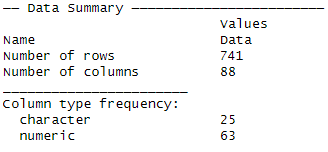 ── Data Summary ────────────────────────
Values
Name Data
Number of rows 741
Number of columns 88
_______________________
Column type frequency:
character 25
numeric 63